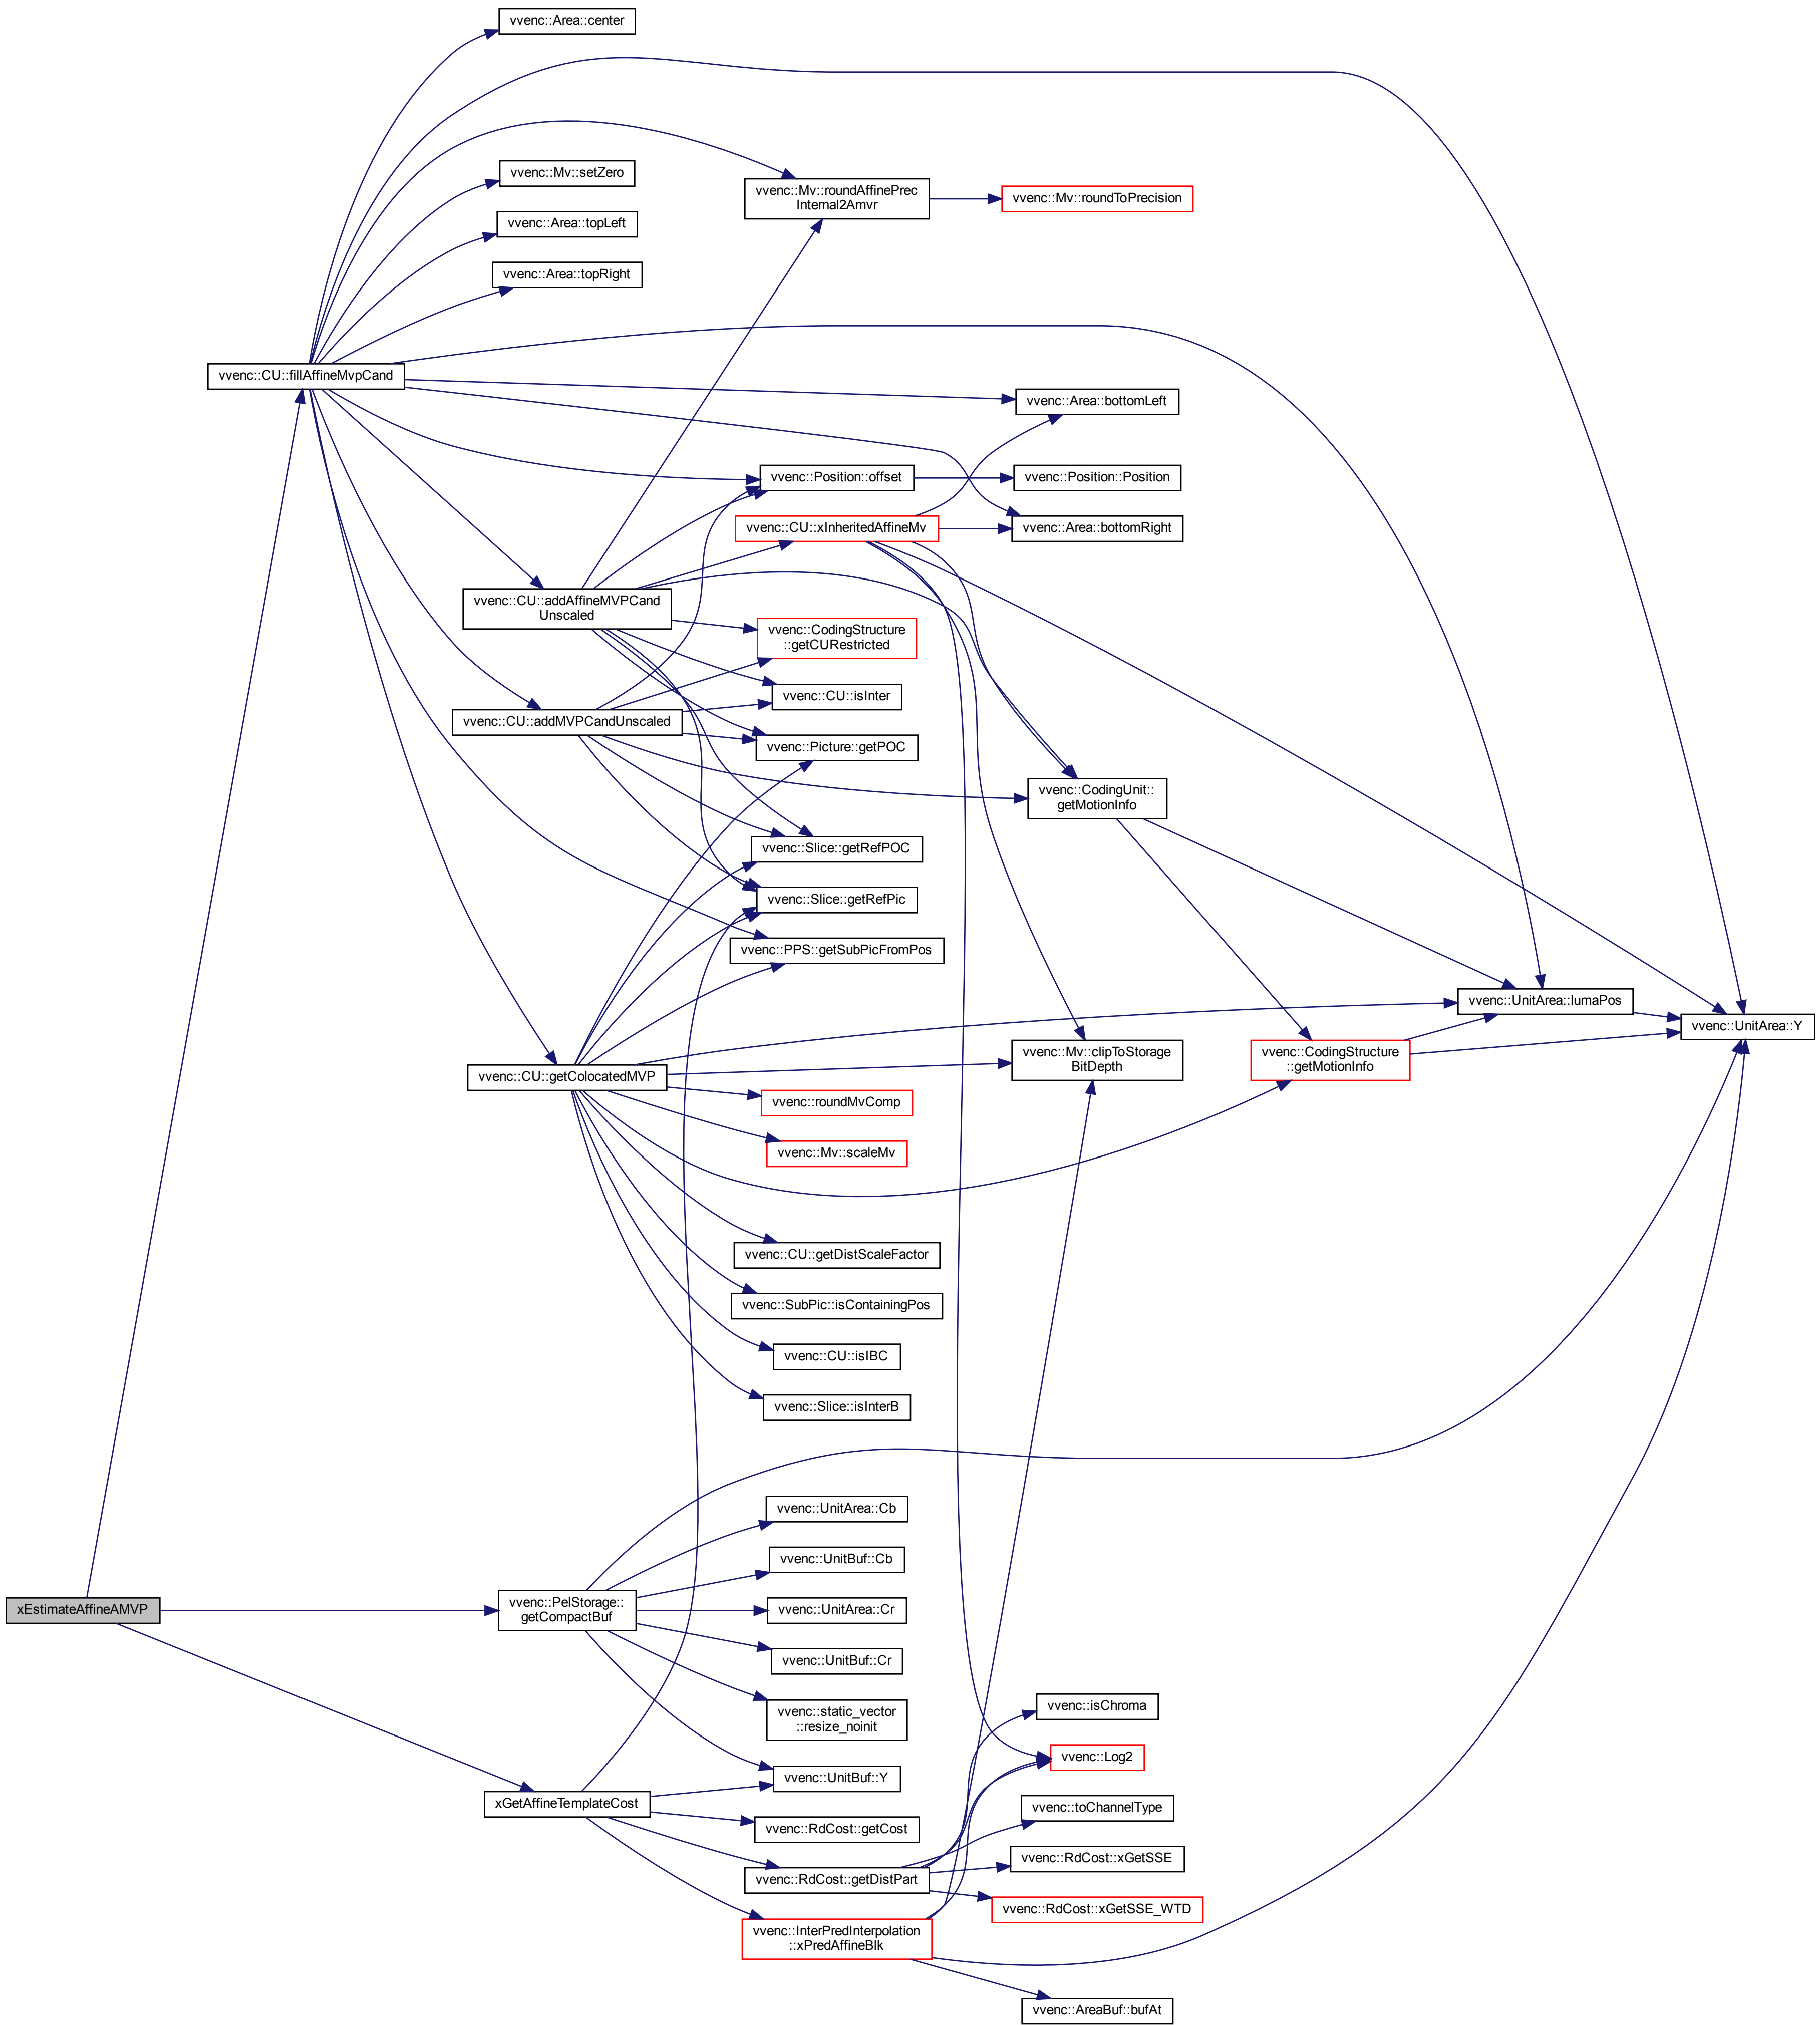 vvenc::Area::center
vvenc::Mv::setZero
vvenc::Mv::roundAffinePrec
Internal2Amvr
vvenc::Mv::roundToPrecision
vvenc::Area::topLeft
vvenc::Area::topRight
vvenc::CU::fillAffineMvpCand
vvenc::Area::bottomLeft
vvenc::Position::offset
vvenc::Position::Position
vvenc::CU::xInheritedAffineMv
vvenc::Area::bottomRight
vvenc::CU::addAffineMVPCand
Unscaled
vvenc::CodingStructure
::getCURestricted
vvenc::CU::isInter
vvenc::CU::addMVPCandUnscaled
vvenc::Picture::getPOC
vvenc::CodingUnit::
getMotionInfo
vvenc::Slice::getRefPOC
vvenc::Slice::getRefPic
vvenc::PPS::getSubPicFromPos
vvenc::UnitArea::lumaPos
vvenc::UnitArea::Y
vvenc::CU::getColocatedMVP
vvenc::Mv::clipToStorage
BitDepth
vvenc::CodingStructure
::getMotionInfo
vvenc::roundMvComp
vvenc::Mv::scaleMv
vvenc::CU::getDistScaleFactor
vvenc::SubPic::isContainingPos
vvenc::CU::isIBC
vvenc::Slice::isInterB
vvenc::UnitArea::Cb
vvenc::UnitBuf::Cb
xEstimateAffineAMVP
vvenc::PelStorage::
getCompactBuf
vvenc::UnitArea::Cr
vvenc::UnitBuf::Cr
vvenc::static_vector
::resize_noinit
vvenc::isChroma
vvenc::Log2
vvenc::UnitBuf::Y
xGetAffineTemplateCost
vvenc::toChannelType
vvenc::RdCost::getCost
vvenc::RdCost::xGetSSE
vvenc::RdCost::getDistPart
vvenc::RdCost::xGetSSE_WTD
vvenc::InterPredInterpolation
::xPredAffineBlk
vvenc::AreaBuf::bufAt